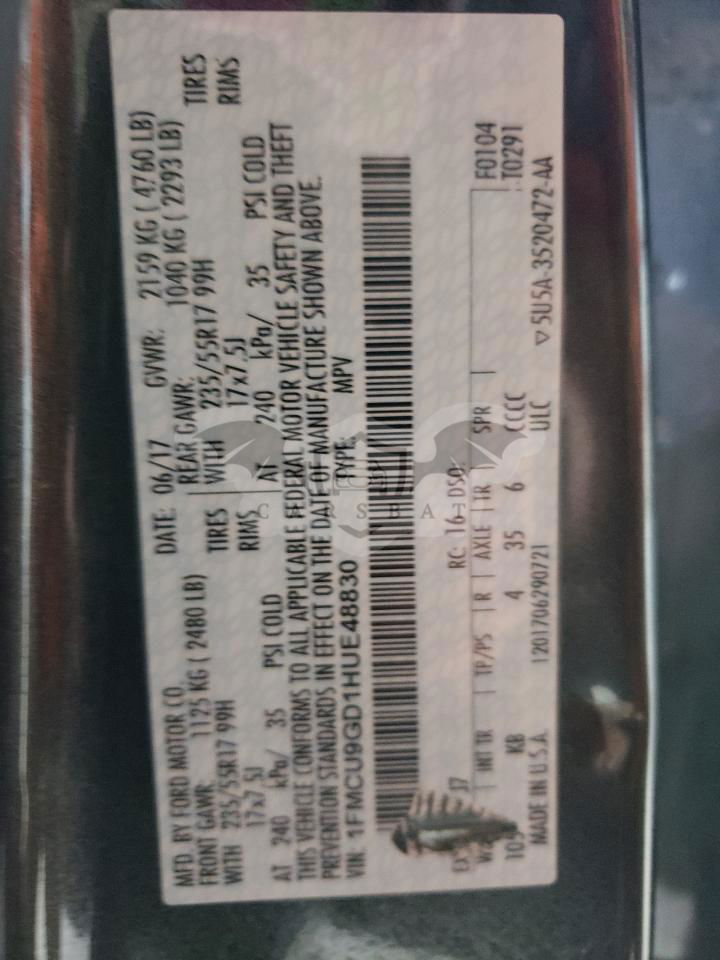 MFD. BY FORD MOTOR CO. DATE: 06/17 GVWR: 2159 KG ( 4760 LB)
FRONT GAWR: 1125 KG ( 2480 LB) REAR GAWR: 1040 KG ( 2293 LB)
WITH 235/55R17 99H TIRES WITH 235/55R17 99H TIRES
17x7.5J RIMS 17x7.5J RIMS
AT 240 kPa/ 35 PSI COLD AT 240 kPa/ 35 PSI COLD
THIS VEHICLE CONFORMS TO ALL APPLICABLE FEDERAL MOTOR VEHICLE SAFETY AND THEFT
PREVENTION STANDARDS IN EFFECT ON THE DATE OF MANUFACTURE SHOWN ABOVE.
VIN: 1FMCU9GD1HUE48830 TYPE: MPV
RC: 16 DSO: F0104
T0291
INT TR TP/PS R AXLE TR SPR
KB 4 35 6 CCCC
MADE IN U.S.A. 1201706290721 ULC ▽ 5U5A-3520472-AA